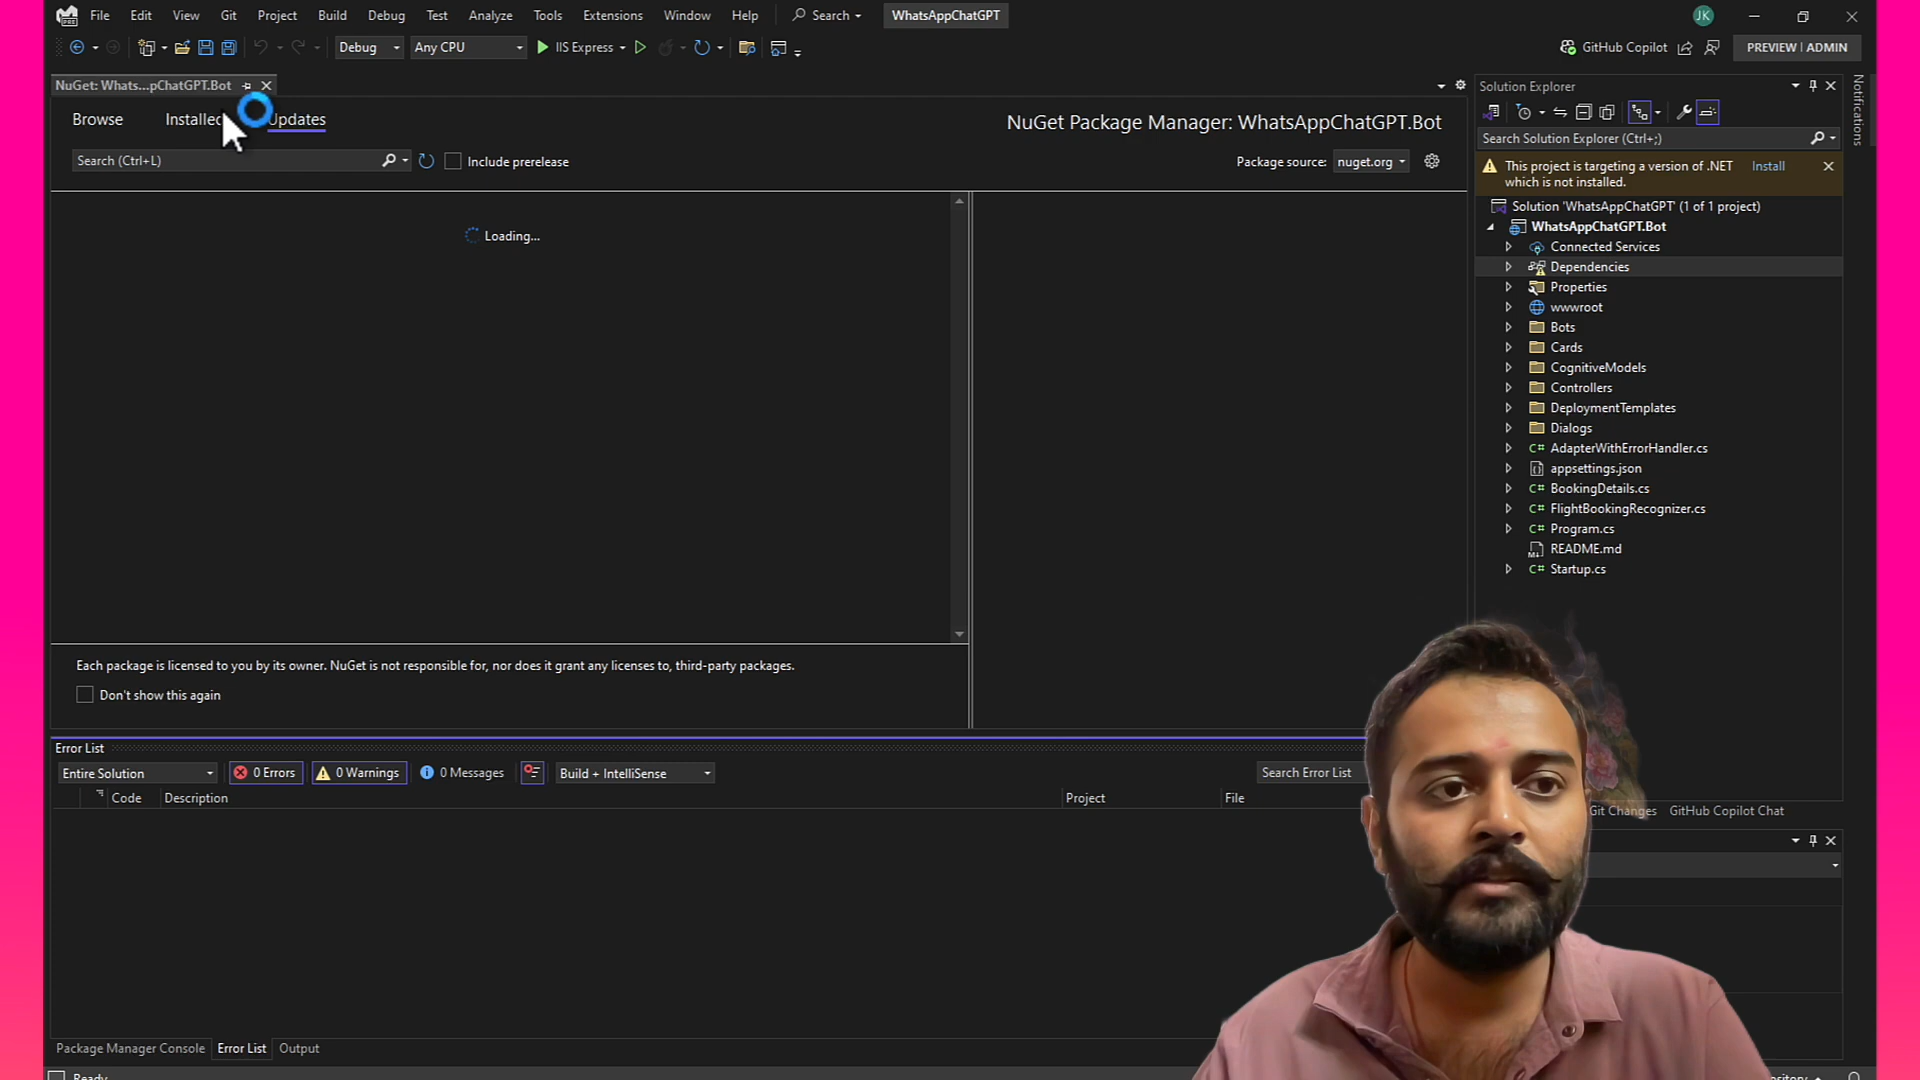 File Edit View Git Project Build Debug Test Analyze Tools Extensions Window Help Search WhatsAppChatGPT JK
Debug Any CPU IIS Express GitHub Copilot PREVIEW | ADMIN
NuGet: Whats...pChatGPT.Bot
Browse Installed Updates NuGet Package Manager: WhatsAppChatGPT.Bot
Search (Ctrl+L) Include prerelease Package source: nuget.org
Loading...
Each package is licensed to you by its owner. NuGet is not responsible for, nor does it grant any licenses to, third-party packages.
Don't show this again
Solution Explorer
Search Solution Explorer (Ctrl+;)
This project is targeting a version of .NET Install
which is not installed.
Solution 'WhatsAppChatGPT' (1 of 1 project)
WhatsAppChatGPT.Bot
Connected Services
Dependencies
Properties
wwwroot
Bots
Cards
CognitiveModels
Controllers
DeploymentTemplates
Dialogs
C# AdapterWithErrorHandler.cs
appsettings.json
C# BookingDetails.cs
C# FlightBookingRecognizer.cs
C# Program.cs
README.md
C# Startup.cs
Notifications
Git Changes GitHub Copilot Chat
Error List
Entire Solution 0 Errors 0 Warnings 0 Messages Build + IntelliSense Search Error List
Code Description Project File
Package Manager Console Error List Output
Ready